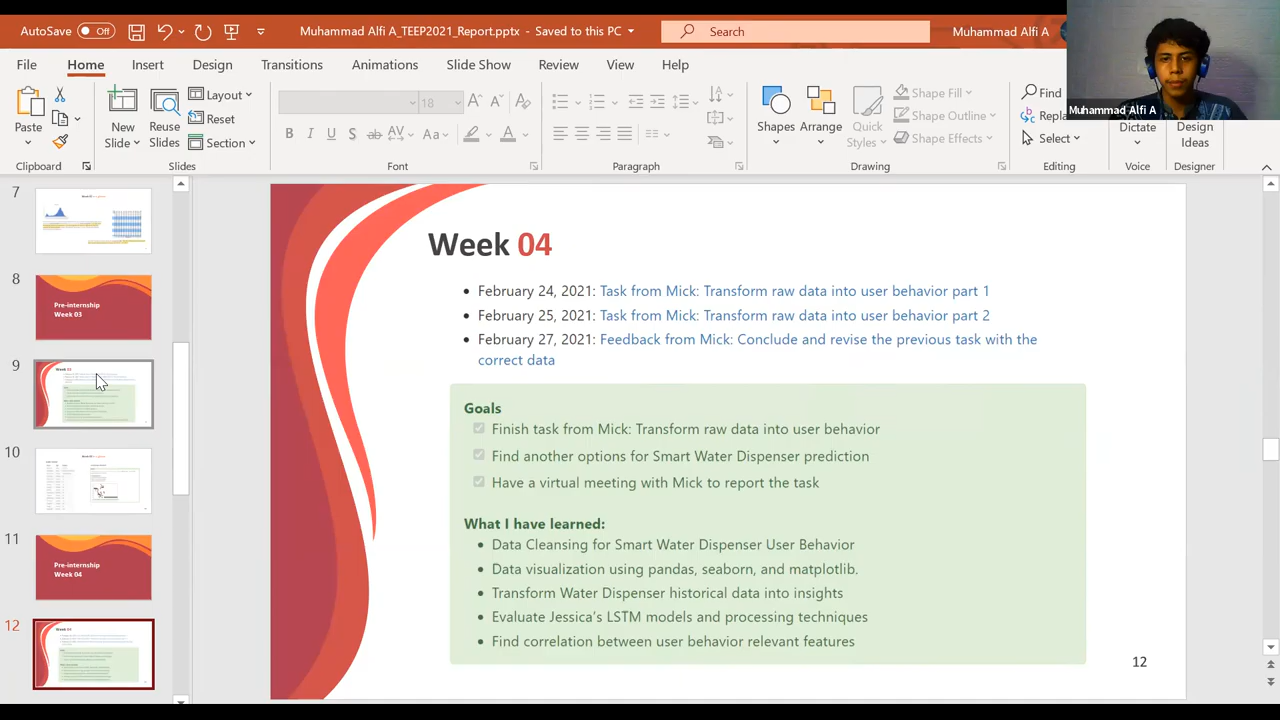 AutoSave Off
Muhammad Alfi A_TEEP2021_Report.pptx - Saved to this PC
Search
Muhammad Alfi A
File Home Insert Design Transitions Animations Slide Show Review View Help
Paste
Clipboard
New Slide
Reuse Slides
Layout
Reset
Section
Slides
18
Font
Paragraph
Shapes
Arrange
Quick Styles
Shape Fill
Shape Outline
Shape Effects
Drawing
Find
Repla
Select
Editing
Dictate
Voice
Design Ideas
Designer
Muhammad Alfi A
7
8
Pre-internship
Week 03
9
10
11
Pre-internship
Week 04
12
Week 04
• February 24, 2021: Task from Mick: Transform raw data into user behavior part 1
• February 25, 2021: Task from Mick: Transform raw data into user behavior part 2
• February 27, 2021: Feedback from Mick: Conclude and revise the previous task with the
correct data
Goals
Finish task from Mick: Transform raw data into user behavior
Find another options for Smart Water Dispenser prediction
Have a virtual meeting with Mick to report the task
What I have learned:
• Data Cleansing for Smart Water Dispenser User Behavior
• Data visualization using pandas, seaborn, and matplotlib.
• Transform Water Dispenser historical data into insights
• Evaluate Jessica's LSTM models and processing techniques
• Find correlation between user behavior relevant features
12